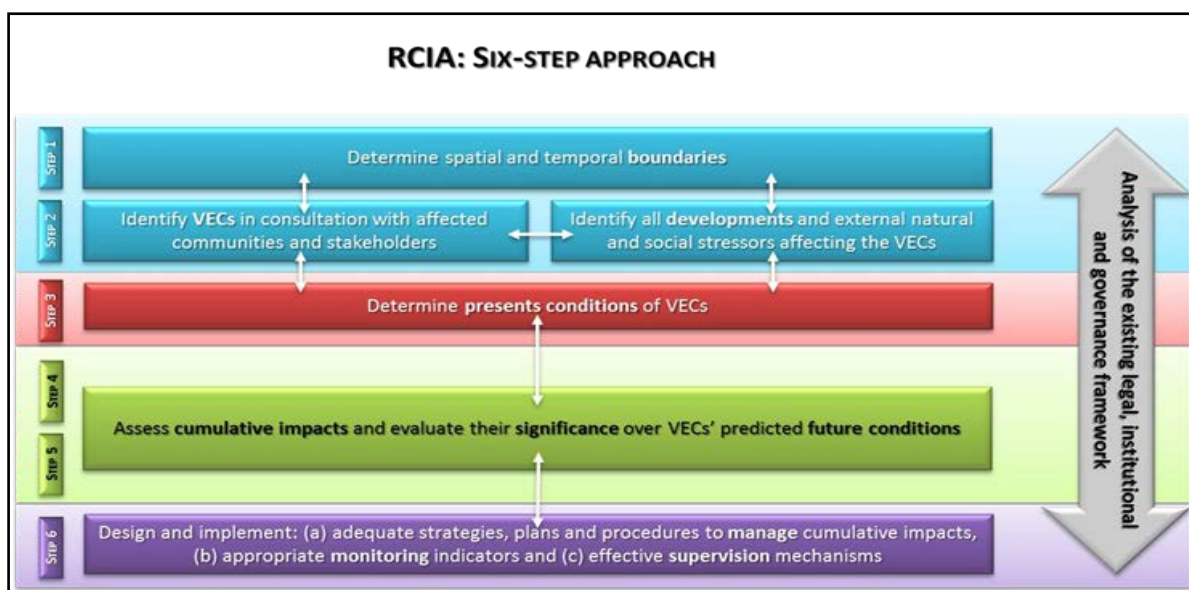 RCIA: SIX-STEP APPROACH
STEP 1
Determine spatial and temporal boundaries
STEP 2
Identify VECs in consultation with affected
communities and stakeholders
Identify all developments and external natural
and social stressors affecting the VECs
STEP 3
Determine presents conditions of VECs
STEP 4
STEP 5
Assess cumulative impacts and evaluate their significance over VECs' predicted future conditions
STEP 6
Design and implement: (a) adequate strategies, plans and procedures to manage cumulative impacts,
(b) appropriate monitoring indicators and (c) effective supervision mechanisms
Analysis of the existing legal, institutional
and governance framework